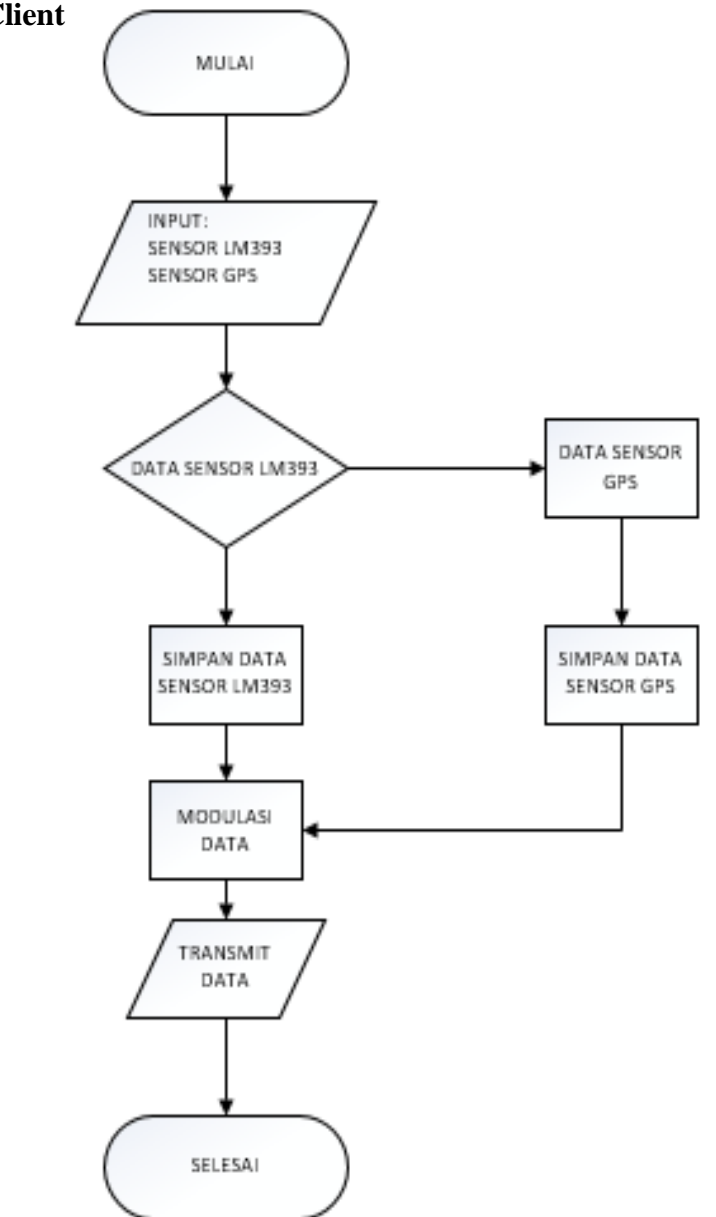 Client
MULAI
INPUT:
SENSOR LM393
SENSOR GPS
DATA SENSOR LM393
DATA SENSOR
GPS
SIMPAN DATA
SENSOR LM393
SIMPAN DATA
SENSOR GPS
MODULASI
DATA
TRANSMIT
DATA
SELESAI